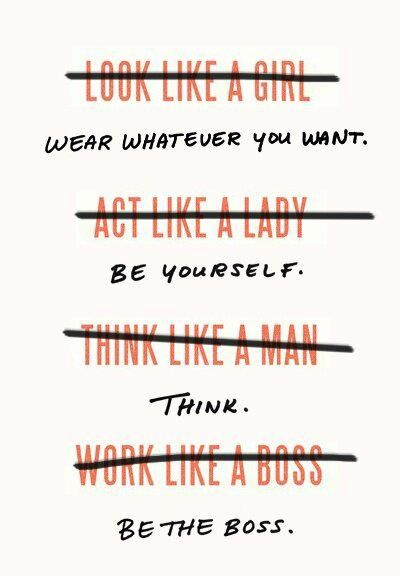 LOOK LIKE A GIRL
WEAR WHATEVER YOU WANT.
ACT LIKE A LADY
BE YOURSELF.
THINK LIKE A MAN
THINK.
WORK LIKE A BOSS
BE THE BOSS.